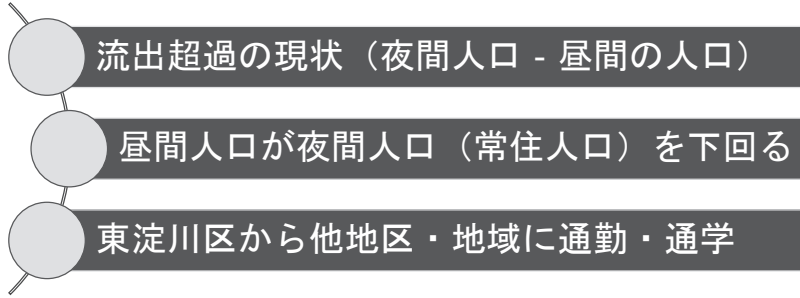 流出超過の現状（夜間人口 - 昼間の人口）
昼間人口が夜間人口（常住人口）を下回る
東淀川区から他地区・地域に通勤・通学